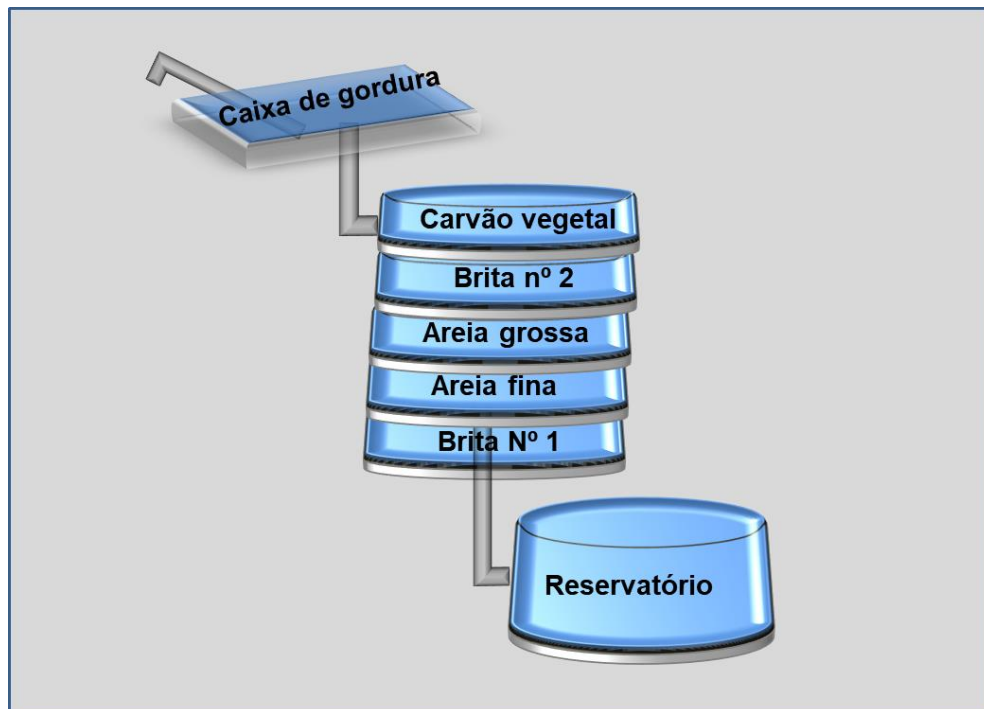 Caixa de gordura
Carvão vegetal
Brita nº 2
Areia grossa
Areia fina
Brita Nº 1
Reservatório